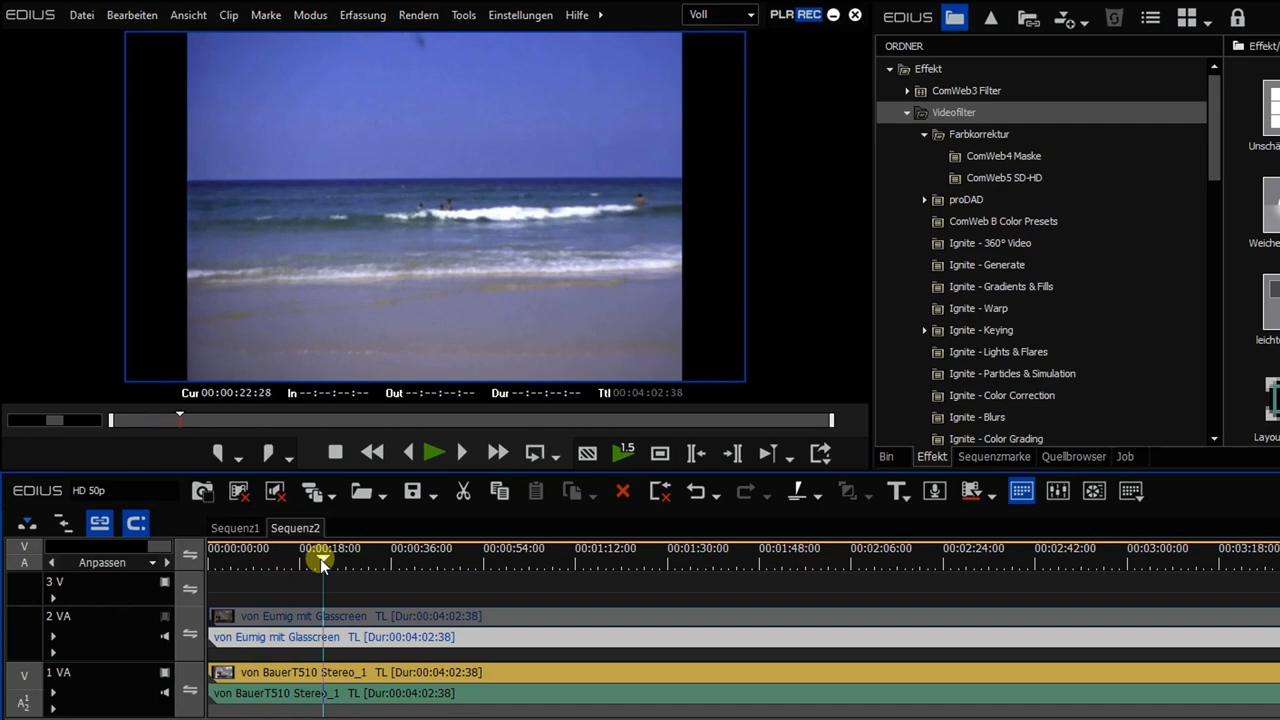 EDIUS Datei Bearbeiten Ansicht Clip Marke Modus Erfassung Rendern Tools Einstellungen Hilfe Voll PLR REC
EDIUS
ORDNER
Effekt
ComWeb3 Filter
Videofilter
Farbkorrektur
ComWeb4 Maske
ComWeb5 SD-HD
proDAD
ComWeb B Color Presets
Ignite - 360° Video
Ignite - Generate
Ignite - Gradients & Fills
Ignite - Warp
Ignite - Keying
Ignite - Lights & Flares
Ignite - Particles & Simulation
Ignite - Color Correction
Ignite - Blurs
Ignite - Color Grading
Effekt/
Unschä
Weiche
leicht
Layou
Bin Effekt Sequenzmarke Quellbrowser Job
Cur 00:00:22:28 In --:--:--:-- Out --:--:--:-- Dur --:--:--:-- Ttl 00:04:02:38
1.5
EDIUS HD 50p
Sequenz1 Sequenz2
V
A
Anpassen
00:00:00:00 00:00:18:00 00:00:36:00 00:00:54:00 00:01:12:00 00:01:30:00 00:01:48:00 00:02:06:00 00:02:24:00 00:02:42:00 00:03:00:00 00:03:18:00
3 V
2 VA
von Eumig mit Glasscreen TL [Dur:00:04:02:38]
von Eumig mit Glasscreen TL [Dur:00:04:02:38]
V
A1
1 VA
von BauerT510 Stereo_1 TL [Dur:00:04:02:38]
von BauerT510 Stereo_1 TL [Dur:00:04:02:38]